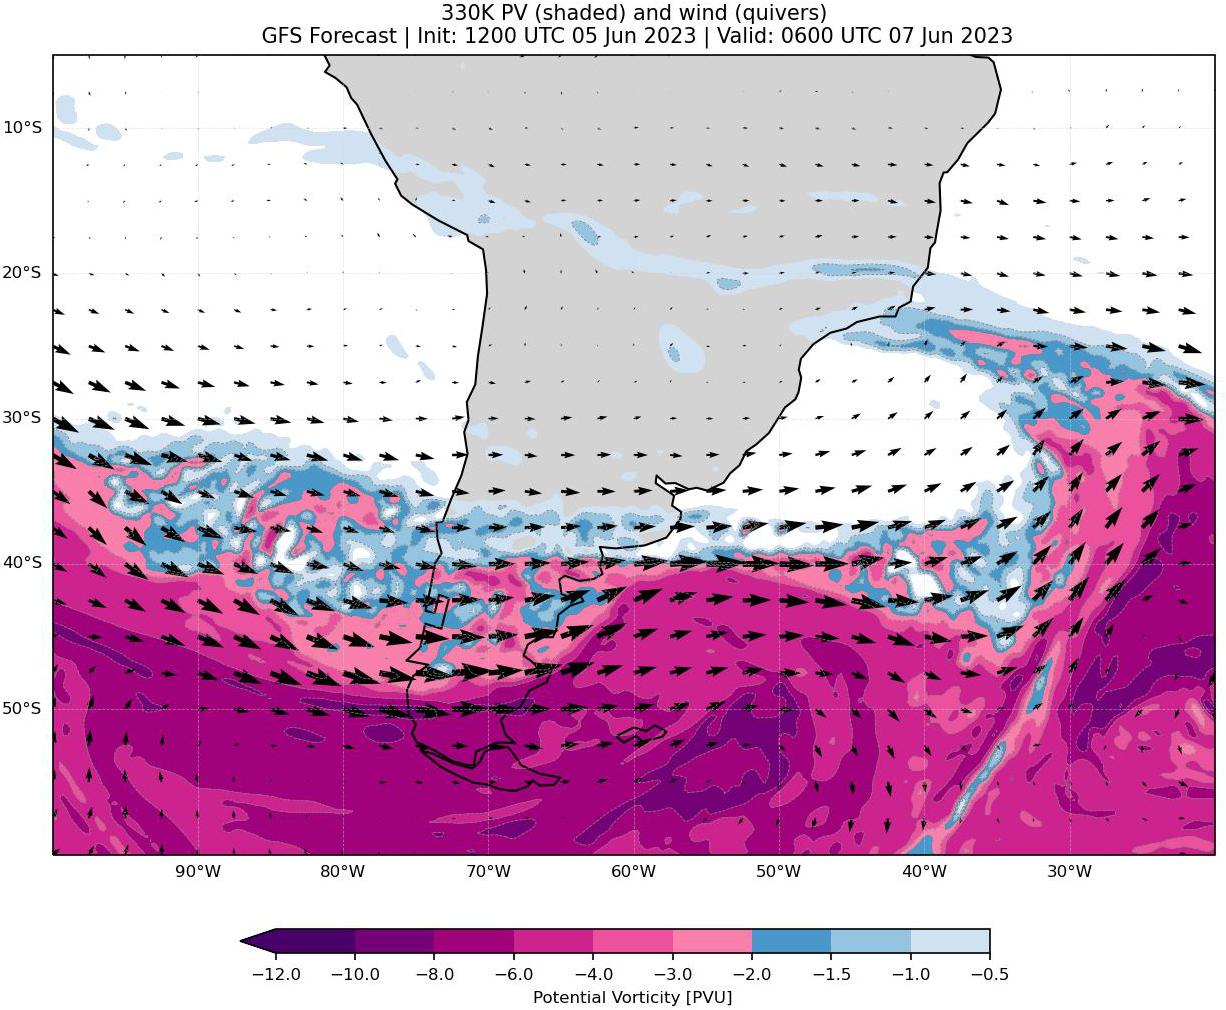 330K PV (shaded) and wind (quivers)
GFS Forecast | Init: 1200 UTC 05 Jun 2023 | Valid: 0600 UTC 07 Jun 2023
10°S
20°S
30°S
40°S
50°S
90°W 80°W 70°W 60°W 50°W 40°W 30°W
−12.0 −10.0 −8.0 −6.0 −4.0 −3.0 −2.0 −1.5 −1.0 −0.5
Potential Vorticity [PVU]